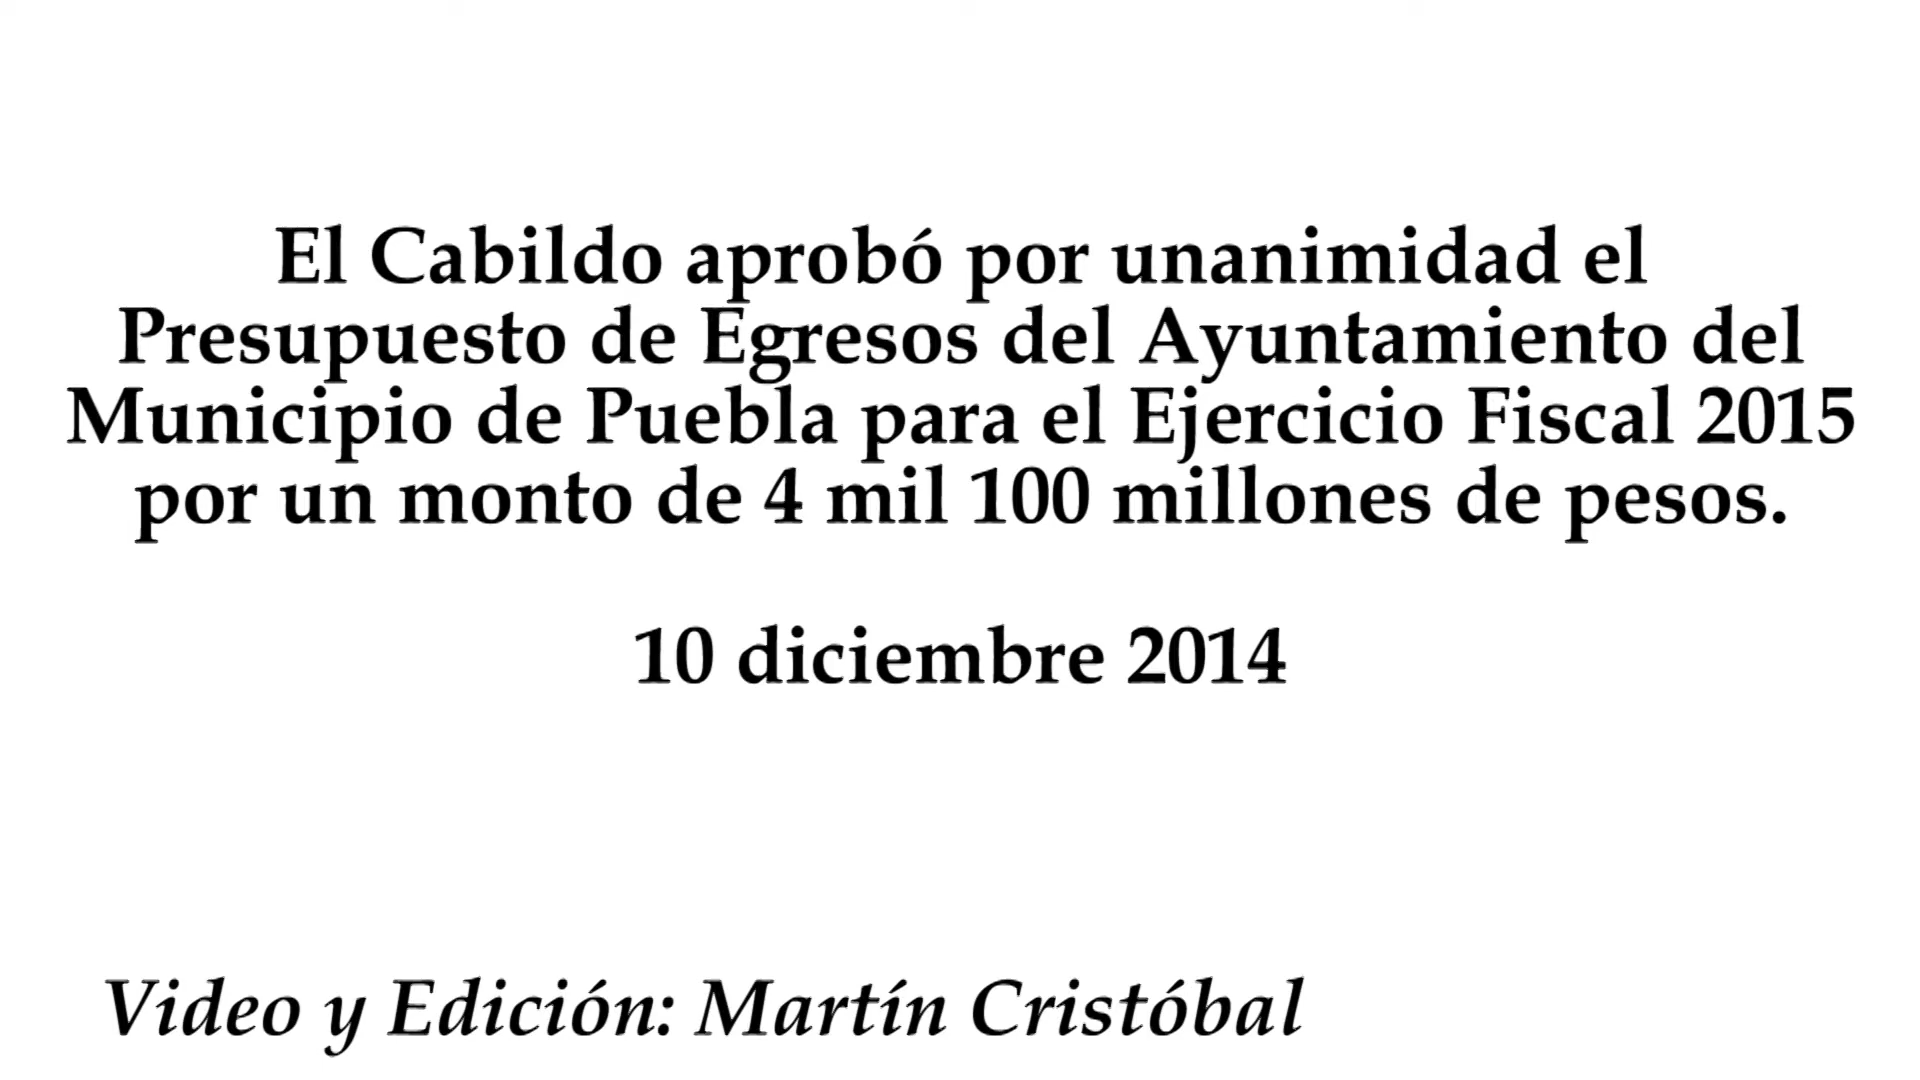 El Cabildo aprobó por unanimidad el
Presupuesto de Egresos del Ayuntamiento del
Municipio de Puebla para el Ejercicio Fiscal 2015
por un monto de 4 mil 100 millones de pesos.
10 diciembre 2014
Video y Edición: Martín Cristóbal